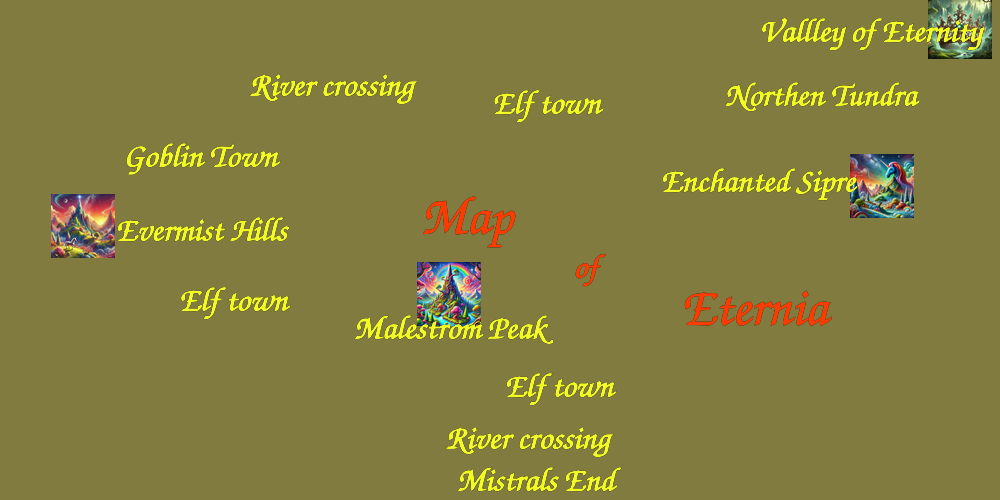 Vallley of Eternity
River crossing
Elf town
Northen Tundra
Goblin Town
Enchanted Sipre
Map
Evermist Hills
of
Elf town
Eternia
Malestrom Peak
Elf town
River crossing
Mistrals End